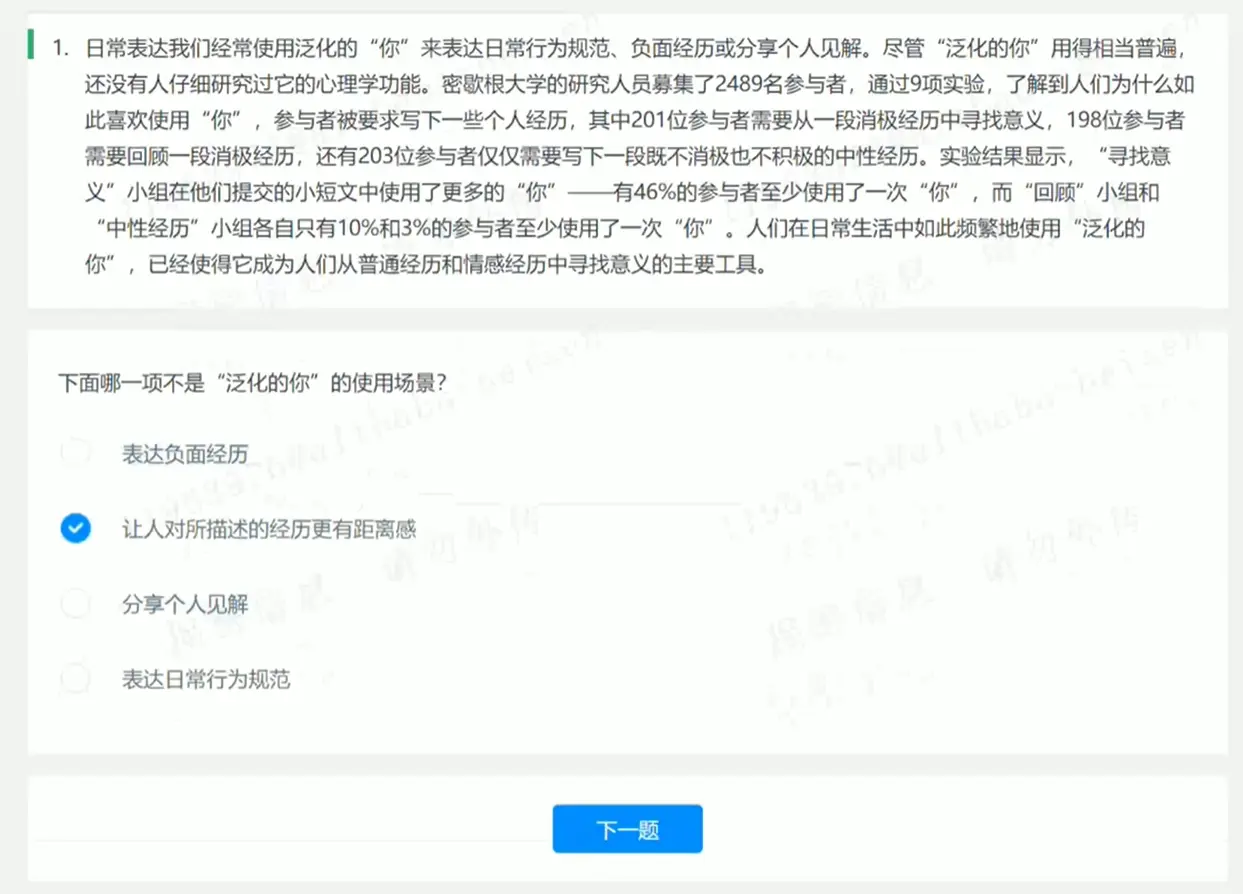 1. 日常表达我们经常使用泛化的“你”来表达日常行为规范、负面经历或分享个人见解。尽管“泛化的你”用得相当普遍，
还没有人仔细研究过它的心理学功能。密歇根大学的研究人员募集了2489名参与者，通过9项实验，了解到人们为什么如
此喜欢使用“你”，参与者被要求写下一些个人经历，其中201位参与者需要从一段消极经历中寻找意义，198位参与者
需要回顾一段消极经历，还有203位参与者仅仅需要写下一段既不消极也不积极的中性经历。实验结果显示，“寻找意
义”小组在他们提交的小短文中使用了更多的“你”——有46%的参与者至少使用了一次“你”，而“回顾”小组和
“中性经历”小组各自只有10%和3%的参与者至少使用了一次“你”。人们在日常生活中如此频繁地使用“泛化的
你”，已经使得它成为人们从普通经历和情感经历中寻找意义的主要工具。
下面哪一项不是“泛化的你”的使用场景？
表达负面经历
让人对所描述的经历更有距离感
分享个人见解
表达日常行为规范
下一题